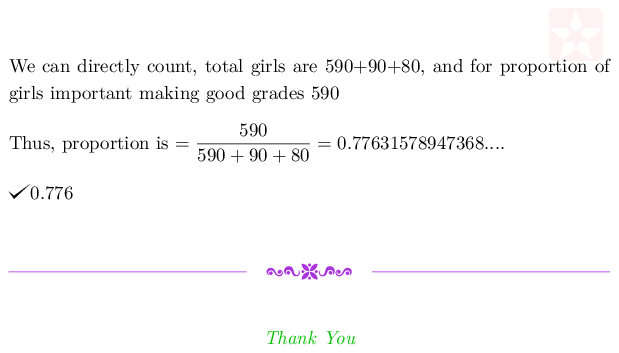 We can directly count, total girls are 590+90+80, and for proportion of
girls important making good grades 590
Thus, proportion is = 590 / 590 + 90 + 80 = 0.77631578947368....
✓0.776
Thank You